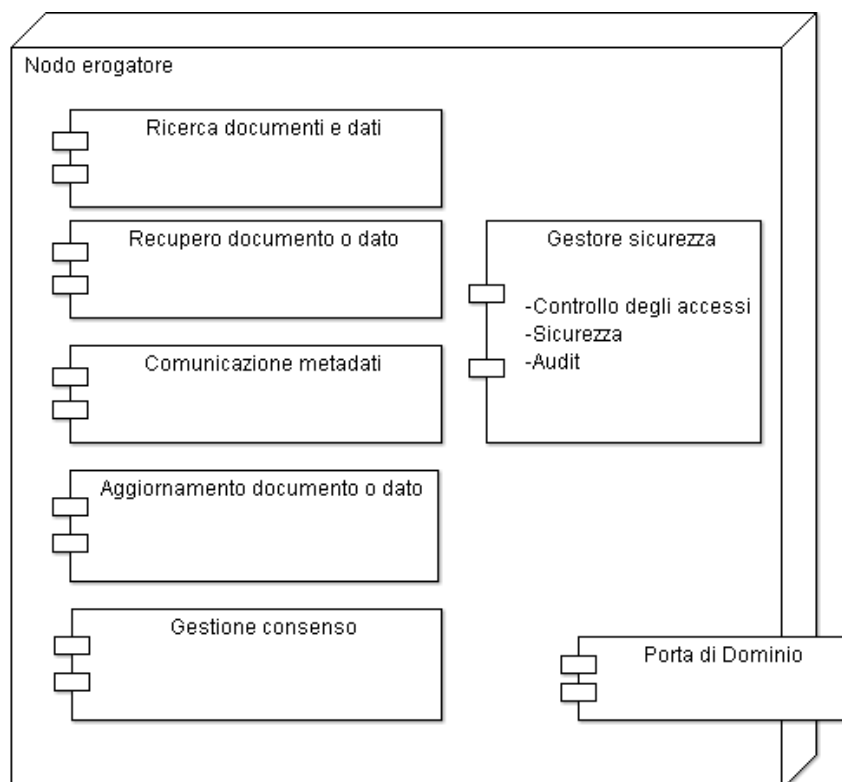 Nodo erogatore
Ricerca documenti e dati
Recupero documento o dato
Comunicazione metadati
Aggiornamento documento o dato
Gestione consenso
Gestore sicurezza
-Controllo degli accessi
-Sicurezza
-Audit
Porta di Dominio